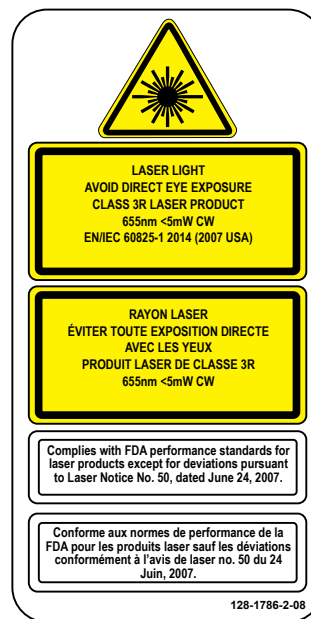 LASER LIGHT
AVOID DIRECT EYE EXPOSURE
CLASS 3R LASER PRODUCT
655nm <5mW CW
EN/IEC 60825-1 2014 (2007 USA)
RAYON LASER
ÉVITER TOUTE EXPOSITION DIRECTE
AVEC LES YEUX
PRODUIT LASER DE CLASSE 3R
655nm <5mW CW
Complies with FDA performance standards for
laser products except for deviations pursuant
to Laser Notice No. 50, dated June 24, 2007.
Conforme aux normes de performance de la
FDA pour les produits laser sauf les déviations
conformément à l'avis de laser no. 50 du 24
Juin, 2007.
128-1786-2-08